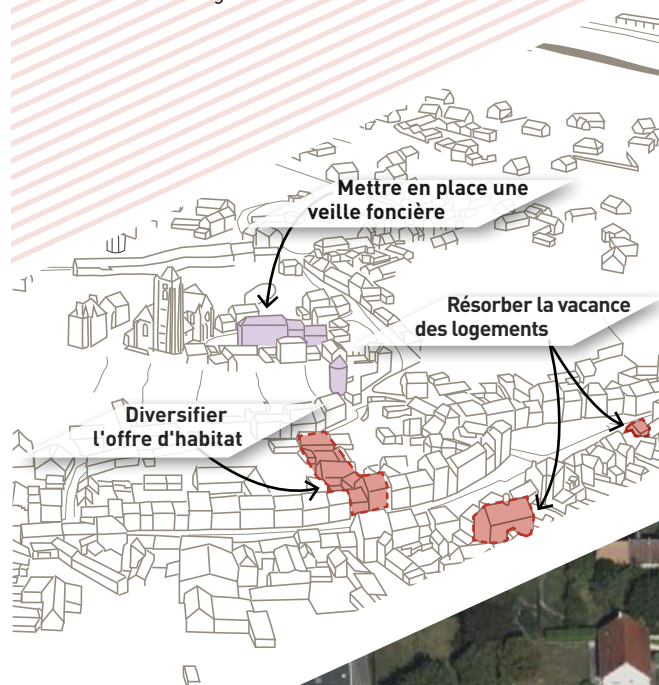 Mettre en place une
veille foncière
Résorber la vacance
des logements
Diversifier
l'offre d'habitat